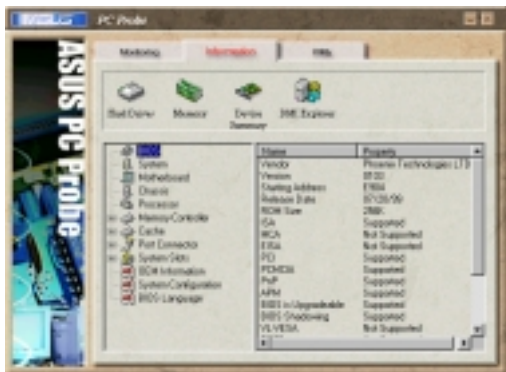 PC Probe
Monitoring
Information
ASUS PC Probe
Hard Drives
Memory
Device Summary
DMI Explorer
BIOS
System
Motherboard
Chassis
Processor
Memory Controller
Cache
Port Connector
System Slots
OEM Information
System Configuration
BIOS Language
Name Property
Vendor Phoenix Technologies LTD
Version
Starting Address
Release Date
ROM Size 256K
ISA Supported
MCA Not Supported
EISA Not Supported
PCI Supported
PCMCIA Supported
PnP Supported
APM Supported
BIOS is Upgradeable Supported
BIOS Shadowing Supported
VL-VESA Not Supported